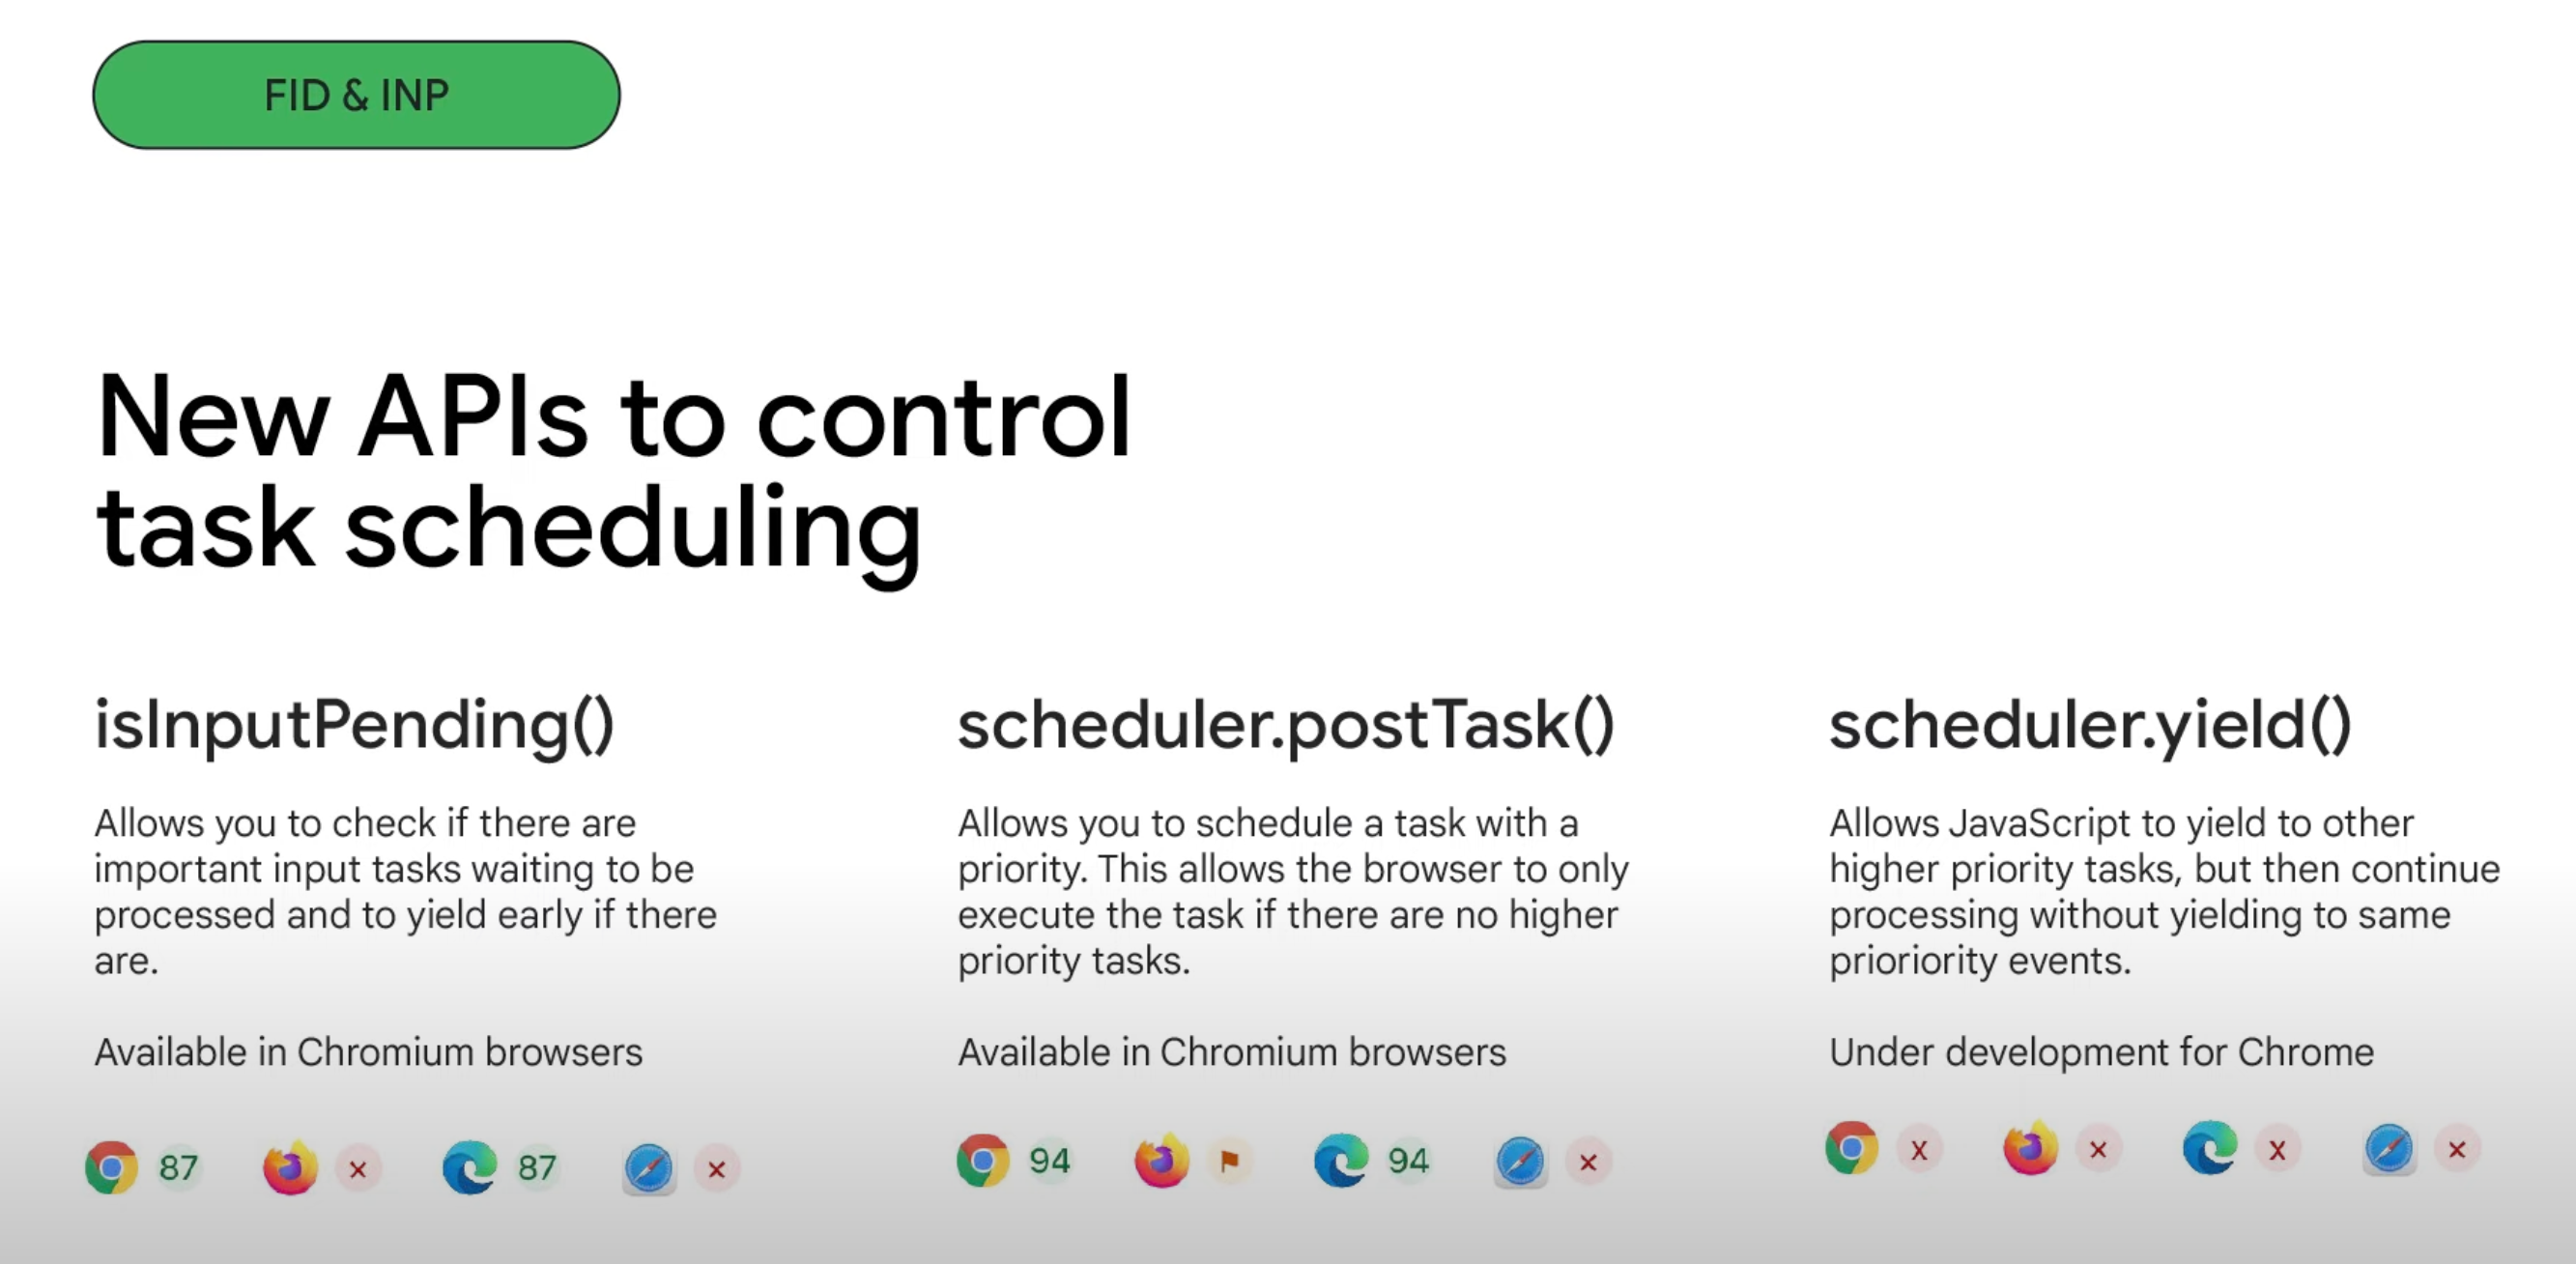 FID & INP
New APIs to control
task scheduling
isInputPending()
Allows you to check if there are
important input tasks waiting to be
processed and to yield early if there
are.
Available in Chromium browsers
87 × 87 ×
scheduler.postTask()
Allows you to schedule a task with a
priority. This allows the browser to only
execute the task if there are no higher
priority tasks.
Available in Chromium browsers
94 94 ×
scheduler.yield()
Allows JavaScript to yield to other
higher priority tasks, but then continue
processing without yielding to same
prioriority events.
Under development for Chrome
X × X ×